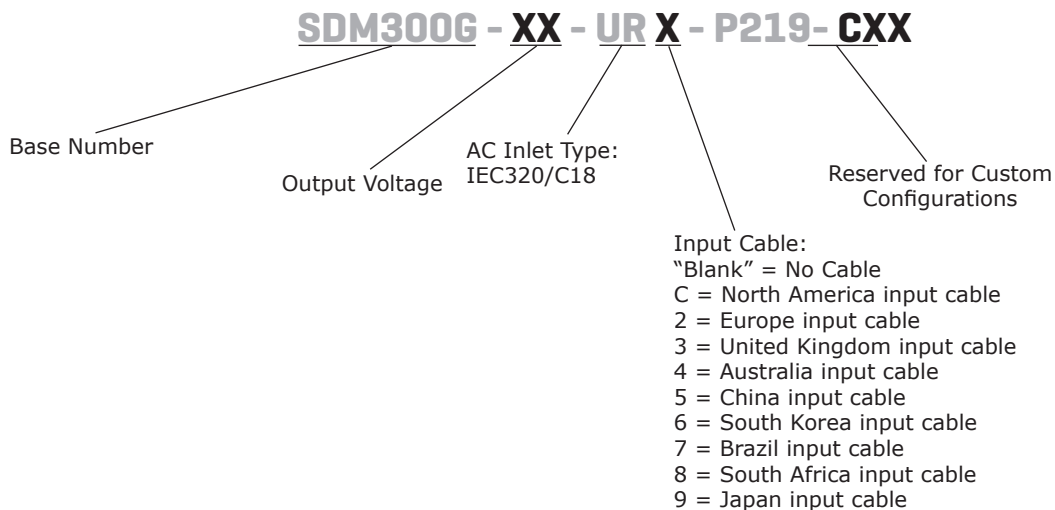 SDM300G - XX - UR X - P219- CXX
Base Number
Output Voltage
AC Inlet Type:
IEC320/C18
Reserved for Custom
Configurations
Input Cable:
“Blank” = No Cable
C = North America input cable
2 = Europe input cable
3 = United Kingdom input cable
4 = Australia input cable
5 = China input cable
6 = South Korea input cable
7 = Brazil input cable
8 = South Africa input cable
9 = Japan input cable